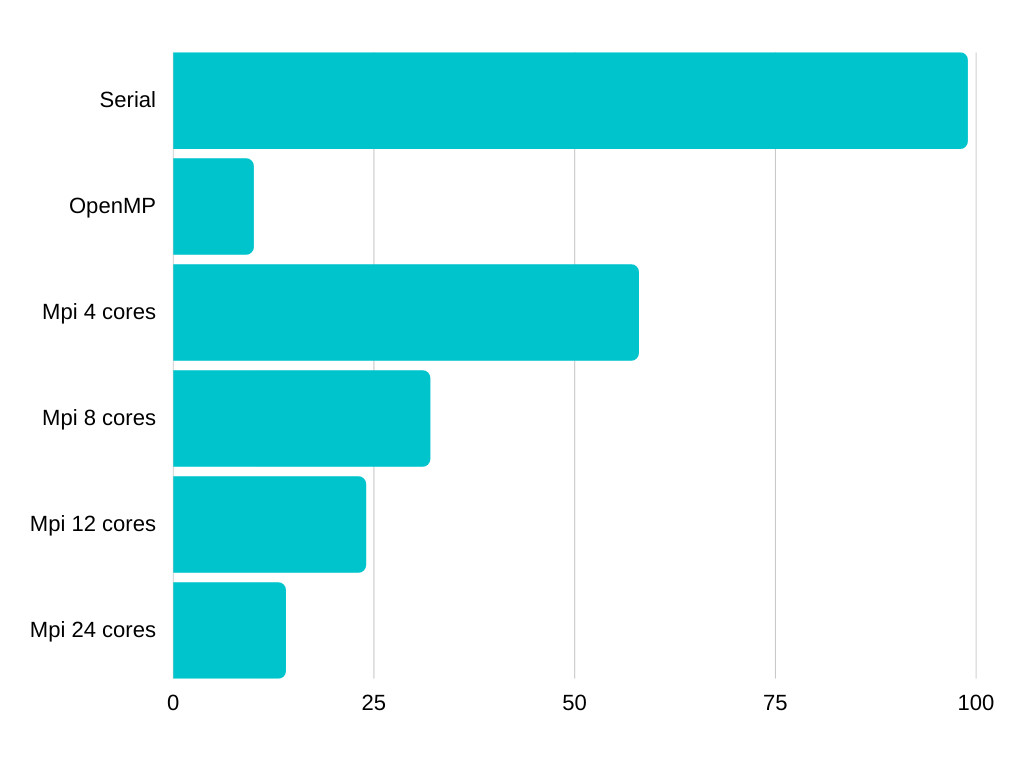 Serial
OpenMP
Mpi 4 cores
Mpi 8 cores
Mpi 12 cores
Mpi 24 cores
0 25 50 75 100